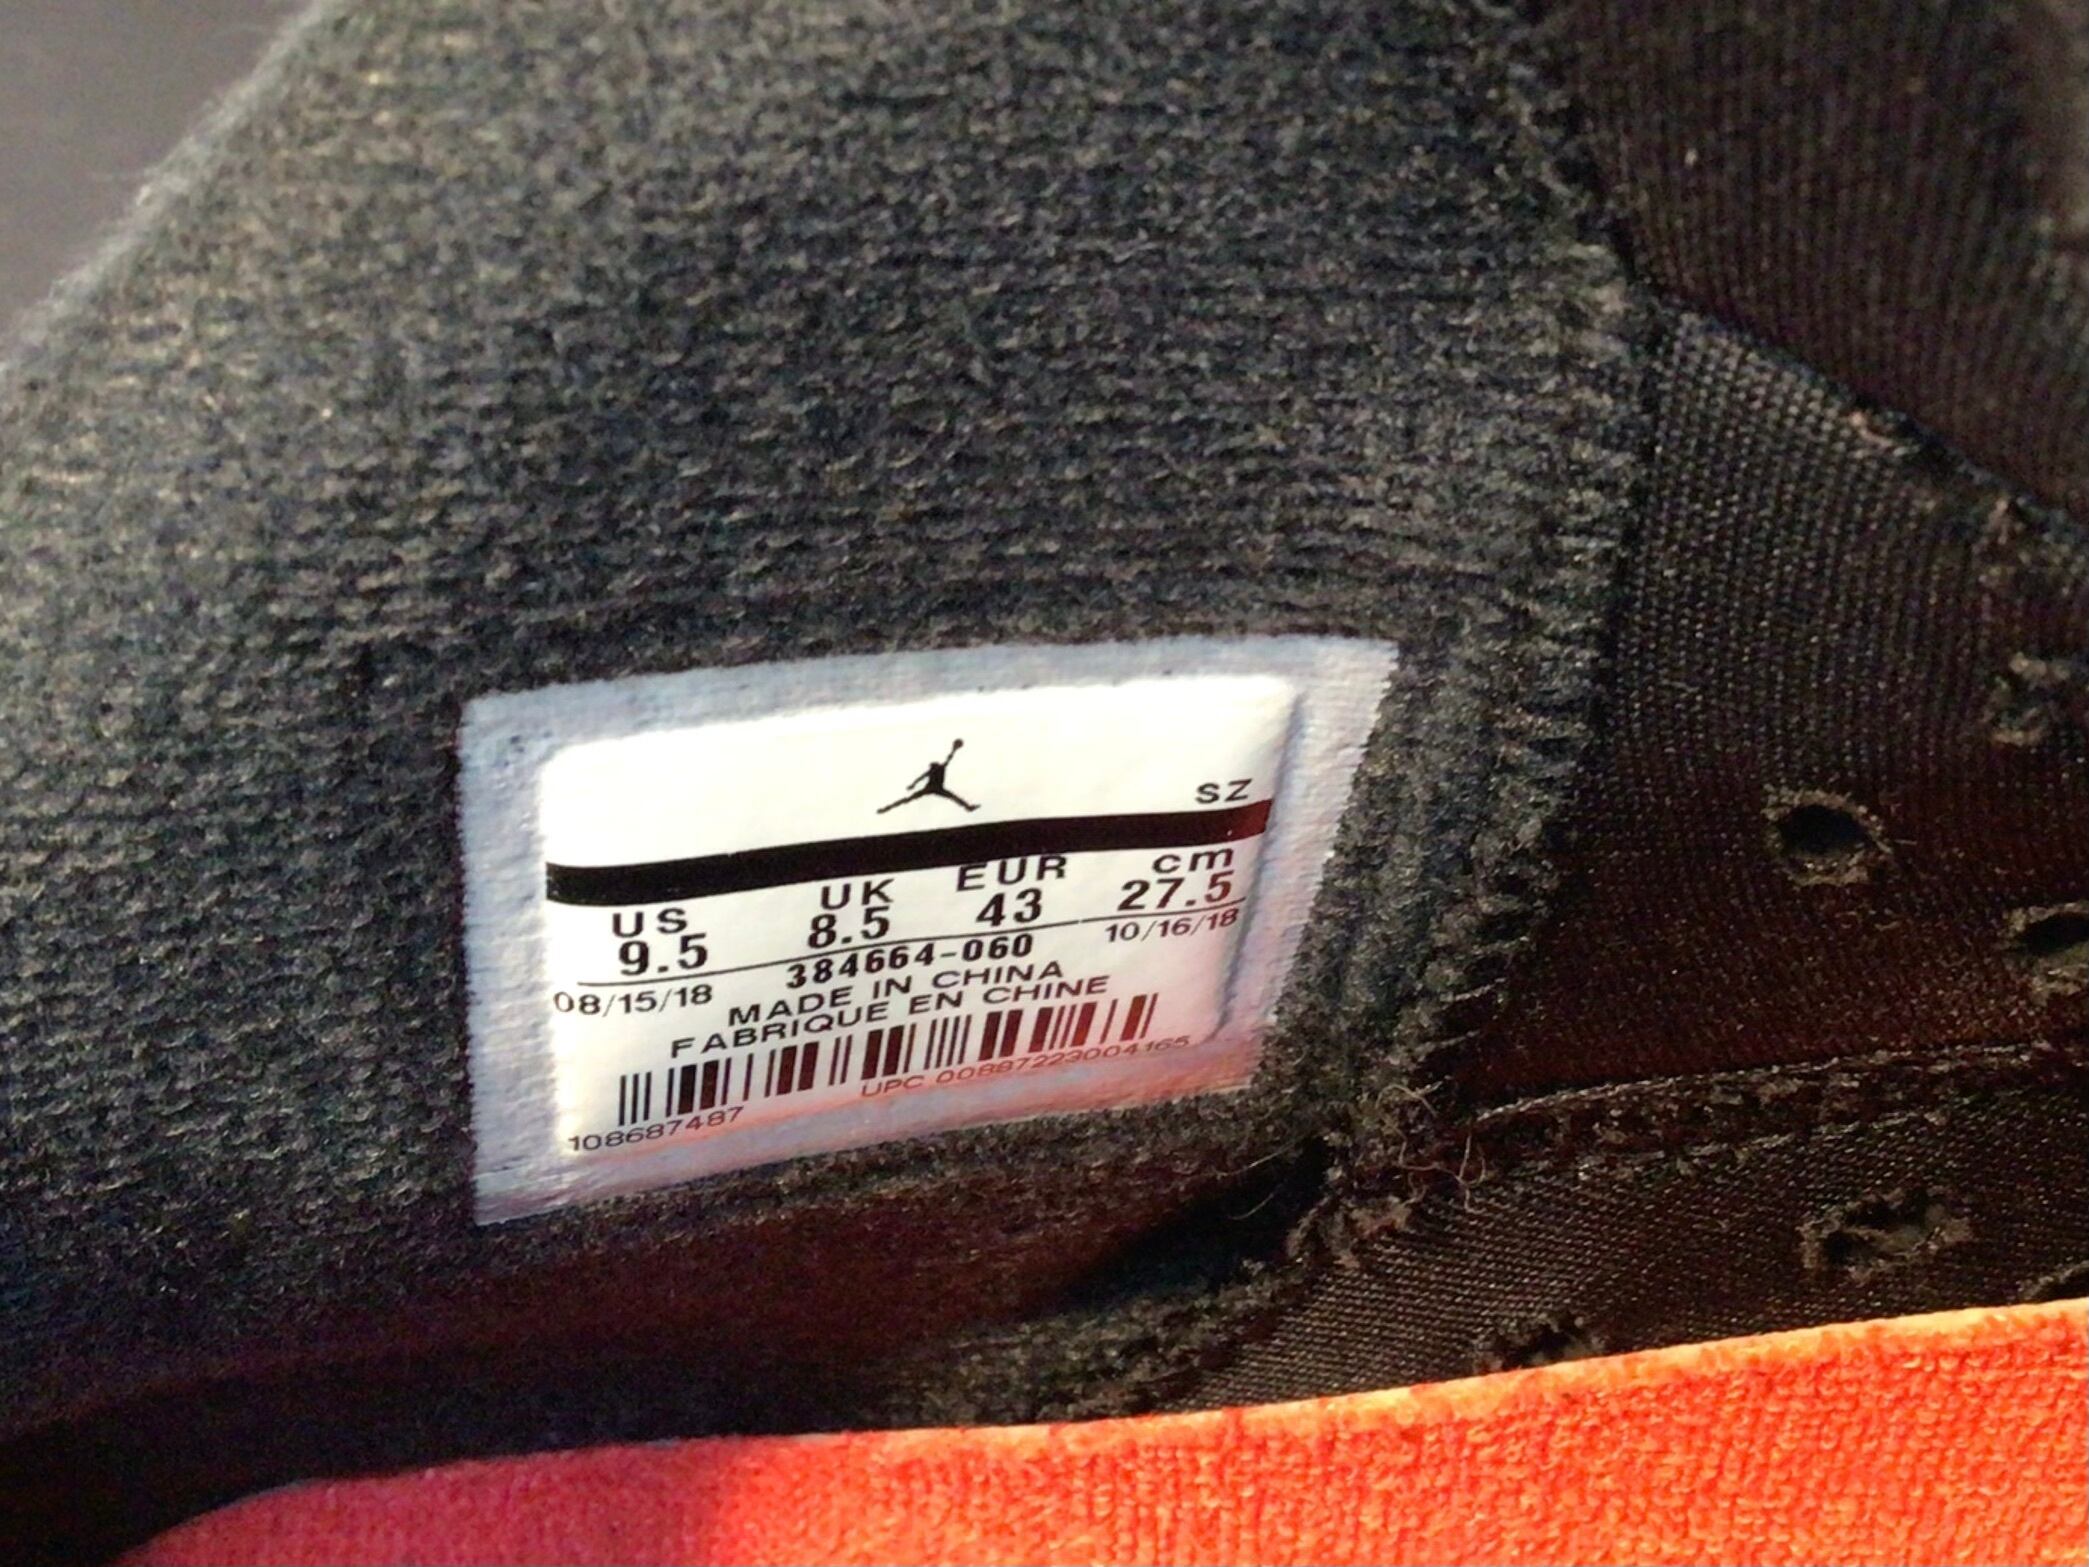 SZ
US UK EUR cm
9.5 8.5 43 27.5
08/15/18 384664-060 10/16/18
MADE IN CHINA
FABRIQUE EN CHINE
108687487 UPC 00887223004165